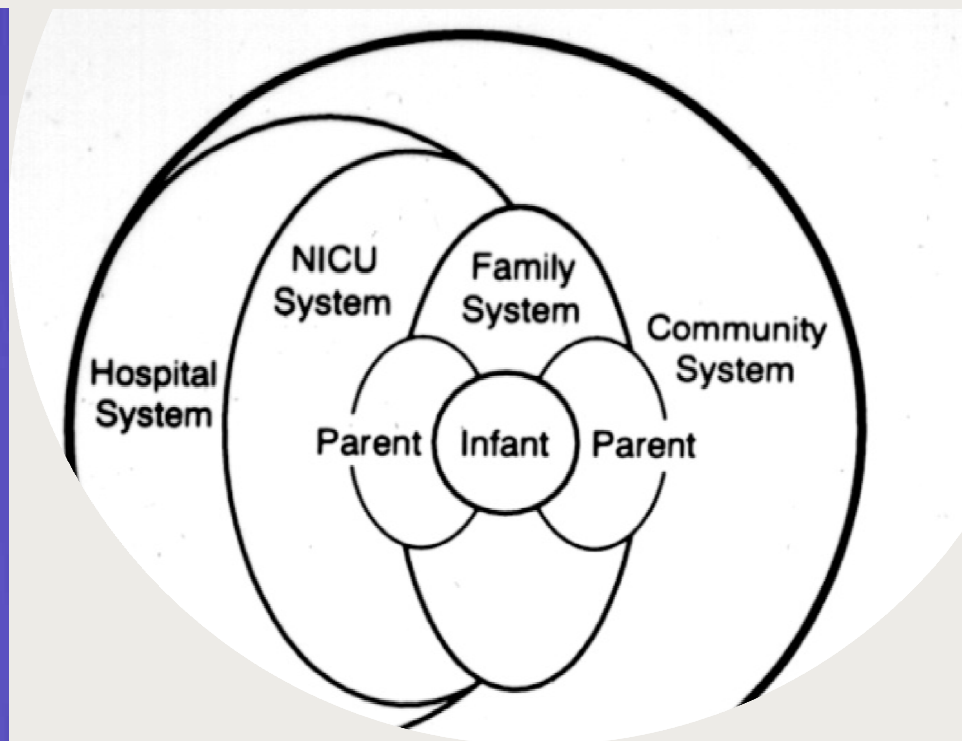 NICU
System
Family
System
Community
System
Hospital
System
Parent
Infant
Parent